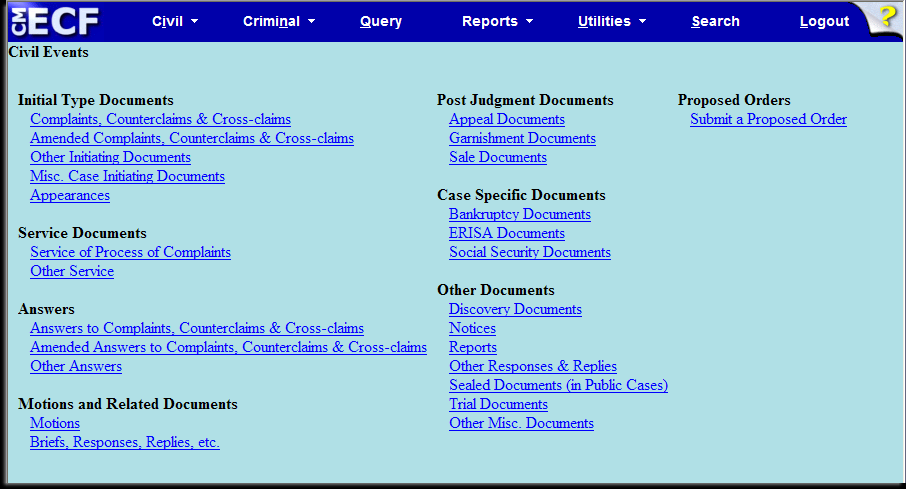 CM ECF Civil Criminal Query Reports Utilities Search Logout ?
Civil Events
Initial Type Documents
Complaints, Counterclaims & Cross-claims
Amended Complaints, Counterclaims & Cross-claims
Other Initiating Documents
Misc. Case Initiating Documents
Appearances
Service Documents
Service of Process of Complaints
Other Service
Answers
Answers to Complaints, Counterclaims & Cross-claims
Amended Answers to Complaints, Counterclaims & Cross-claims
Other Answers
Motions and Related Documents
Motions
Briefs, Responses, Replies, etc.
Post Judgment Documents
Appeal Documents
Garnishment Documents
Sale Documents
Case Specific Documents
Bankruptcy Documents
ERISA Documents
Social Security Documents
Other Documents
Discovery Documents
Notices
Reports
Other Responses & Replies
Sealed Documents (in Public Cases)
Trial Documents
Other Misc. Documents
Proposed Orders
Submit a Proposed Order